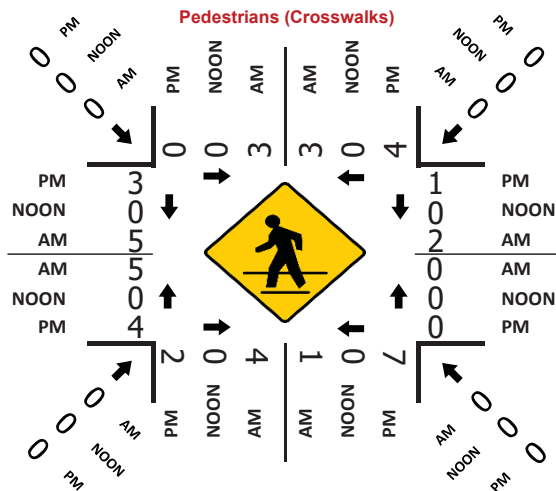 Pedestrians (Crosswalks)
0 PM
0 NOON
0 AM
PM 0
NOON 0
AM 0
PM NOON AM AM NOON PM
0 0 3 3 0 4
PM 3 1 PM
NOON 0 0 NOON
AM 5 2 AM
AM 5 0 AM
NOON 0 0 NOON
PM 4 0 PM
2 0 4 1 0 7
PM NOON AM AM NOON PM
0 AM
0 NOON
0 PM
AM 0
NOON 0
PM 0